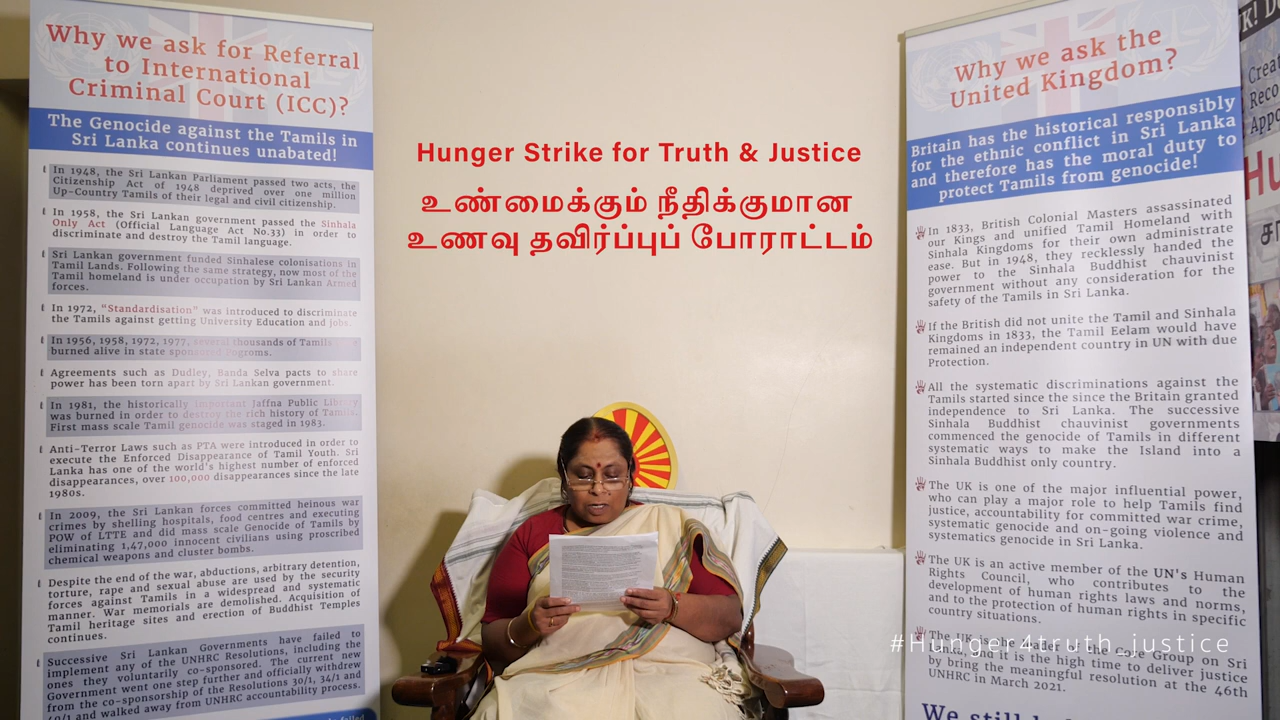 Why we ask for Referral
to International
Criminal Court (ICC)?
The Genocide against the Tamils in
Sri Lanka continues unabated!
In 1948, the Sri Lankan Parliament passed two acts, the
Citizenship Act of 1948 deprived over one million
Up-Country Tamils of their legal and civil citizenship.
In 1958, the Sri Lankan government passed the Sinhala
Only Act (Official Language Act No.33) in order to
discriminate and destroy the Tamil language.
Sri Lankan government funded Sinhalese colonisations in
Tamil Lands. Following the same strategy, now most of the
Tamil homeland is under occupation by Sri Lankan Armed
forces.
In 1972, "Standardisation" was introduced to discriminate
the Tamils against getting University Education and jobs.
In 1956, 1958, 1972, 1977, several thousands of Tamils
burned alive in state sponsored Pogroms.
Agreements such as Dudley, Banda Selva pacts to share
power has been torn apart by Sri Lankan government.
In 1981, the historically important Jaffna Public Library
was burned in order to destroy the rich history of Tamils.
First mass scale Tamil genocide was staged in 1983.
Anti-Terror Laws such as PTA were introduced in order to
execute the Enforced Disappearance of Tamil Youth. Sri
Lanka has one of the world's highest number of enforced
disappearances, over 100,000 disappearances since the late
1980s.
In 2009, the Sri Lankan forces committed heinous war
crimes by shelling hospitals, food centres and executing
POW of LTTE and did mass scale Genocide of Tamils by
eliminating 1,47,000 innocent civilians using proscribed
chemical weapons and cluster bombs.
Despite the end of the war, abductions, arbitrary detention,
torture, rape and sexual abuse are used by the security
forces against Tamils in a widespread and systematic
manner. War memorials are demolished. Acquisition of
Tamil heritage sites and erection of Buddhist Temples
continues.
Successive Sri Lankan Governments have failed to
implement any of the UNHRC Resolutions, including the
ones they voluntarily co-sponsored. The current new
Government went one step further and officially withdrew
from the co-sponsorship of the Resolutions 30/1, 34/1 and
40/1 and walked away from UNHRC accountability process.
failed
Hunger Strike for Truth & Justice
உண்மைக்கும் நீதிக்குமான
உணவு தவிர்ப்புப் போராட்டம்
Why we ask the
United Kingdom?
Britain has the historical responsibly
for the ethnic conflict in Sri Lanka
and therefore has the moral duty to
protect Tamils from genocide!
In 1833, British Colonial Masters assassinated
our Kings and unified Tamil Homeland with
Sinhala Kingdoms for their own administrate
ease. But in 1948, they recklessly handed the
power to the Sinhala Buddhist chauvinist
government without any consideration for the
safety of the Tamils in Sri Lanka.
If the British did not unite the Tamil and Sinhala
Kingdoms in 1833, the Tamil Eelam would have
remained an independent country in UN with due
Protection.
All the systematic discriminations against the
Tamils started since the since the Britain granted
independence to Sri Lanka. The successive
Sinhala Buddhist chauvinist governments
commenced the genocide of Tamils in different
systematic ways to make the Island into a
Sinhala Buddhist only country.
The UK is one of the major influential power,
who can play a major role to help Tamils find
justice, accountability for committed war crime,
systematic genocide and on-going violence and
systematics genocide in Sri Lanka.
The UK is an active member of the UN's Human
Rights Council, who contributes to the
development of human rights laws and norms,
and to the protection of human rights in specific
country situations.
The UK is the leader of the core Group on Sri
it is the high time to deliver justice
by bring the meaningful resolution at the 46th
UNHRC in March 2021.
We still
#Hunger4truth_justice
K!
Creat
Reco
Appo
Hu